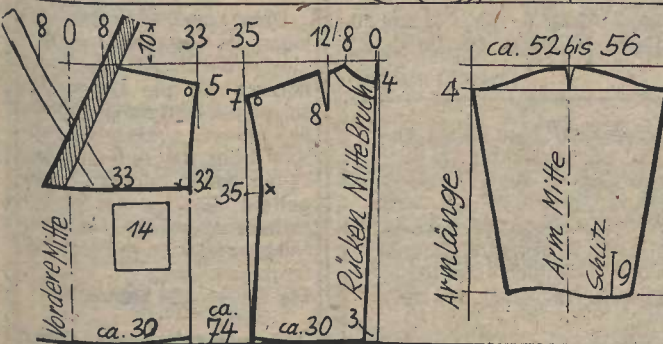 8 0 8 10 x 33 35 12 8 0
5
7
8
4
33 x 32
35 x
14
Vordere Mitte
ca. 30
ca.
74
ca. 30
3
Rücken Mitte Bruch
ca. 52 bis 56
4
Armlänge
Arm Mitte
Schlitz
9